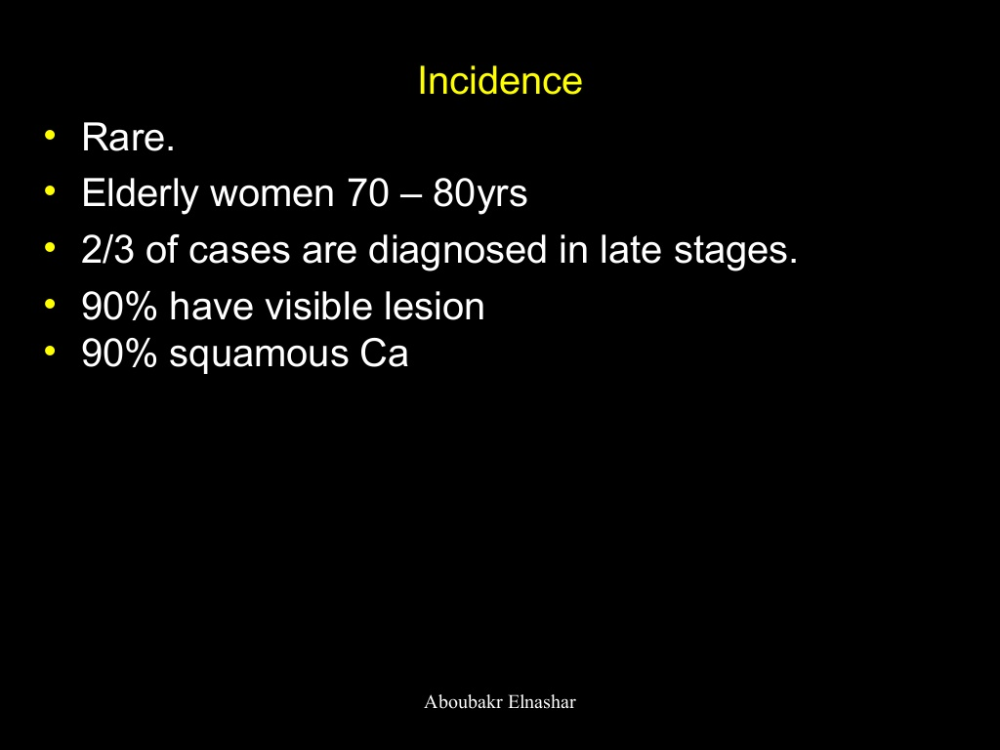 Incidence
• Rare.
• Elderly women 70 – 80yrs
• 2/3 of cases are diagnosed in late stages.
• 90% have visible lesion
• 90% squamous Ca
Aboubakr Elnashar